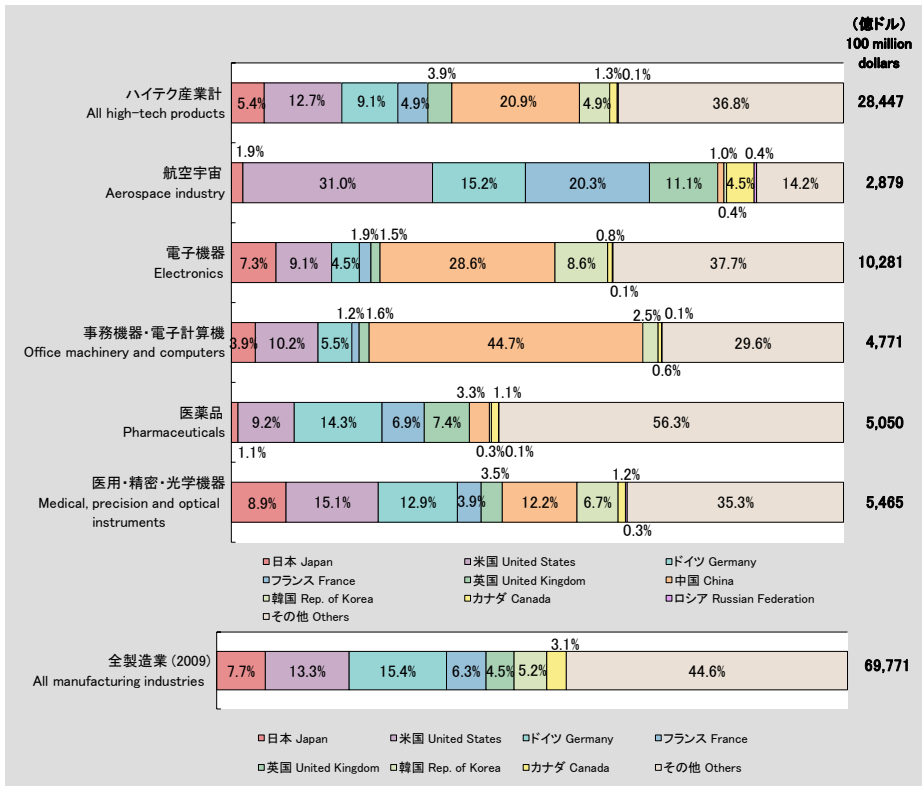 (億ドル)
100 million
dollars
3.9% 1.3% 0.1%
ハイテク産業計
All high-tech products
5.4% 12.7% 9.1% 4.9% 20.9% 4.9% 36.8% 28,447
1.9% 1.0% 0.4%
航空宇宙
Aerospace industry
31.0% 15.2% 20.3% 11.1% 4.5% 14.2% 2,879
0.4%
1.9% 1.5% 0.8%
電子機器
Electronics
7.3% 9.1% 4.5% 28.6% 8.6% 37.7% 10,281
0.1%
1.2% 1.6% 2.5% 0.1%
事務機器・電子計算機
Office machinery and computers
3.9% 10.2% 5.5% 44.7% 29.6% 4,771
0.6%
3.3% 1.1%
医薬品
Pharmaceuticals
9.2% 14.3% 6.9% 7.4% 56.3% 5,050
1.1% 0.3% 0.1%
3.5% 1.2%
医用・精密・光学機器
Medical, precision and optical
instruments
8.9% 15.1% 12.9% 3.9% 12.2% 6.7% 35.3% 5,465
0.3%
日本 Japan 米国 United States ドイツ Germany
フランス France 英国 United Kingdom 中国 China
韓国 Rep. of Korea カナダ Canada ロシア Russian Federation
その他 Others
3.1%
全製造業 (2009)
All manufacturing industries
7.7% 13.3% 15.4% 6.3% 4.5% 5.2% 44.6% 69,771
日本 Japan 米国 United States ドイツ Germany フランス France
英国 United Kingdom 韓国 Rep. of Korea カナダ Canada その他 Others